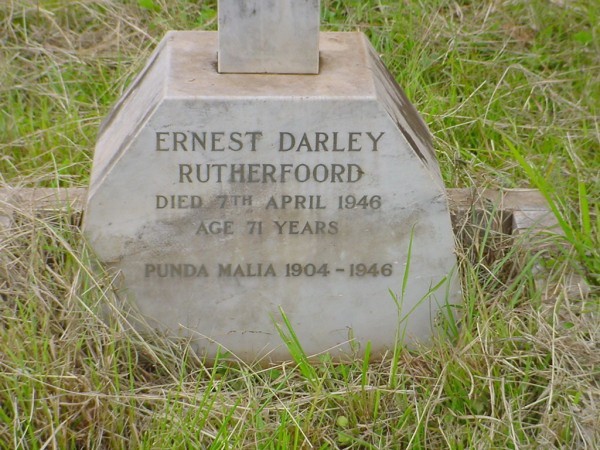 ERNEST DARLEY
RUTHERFOORD
DIED 7TH APRIL 1946
AGE 71 YEARS
PUNDA MALIA 1904-1946